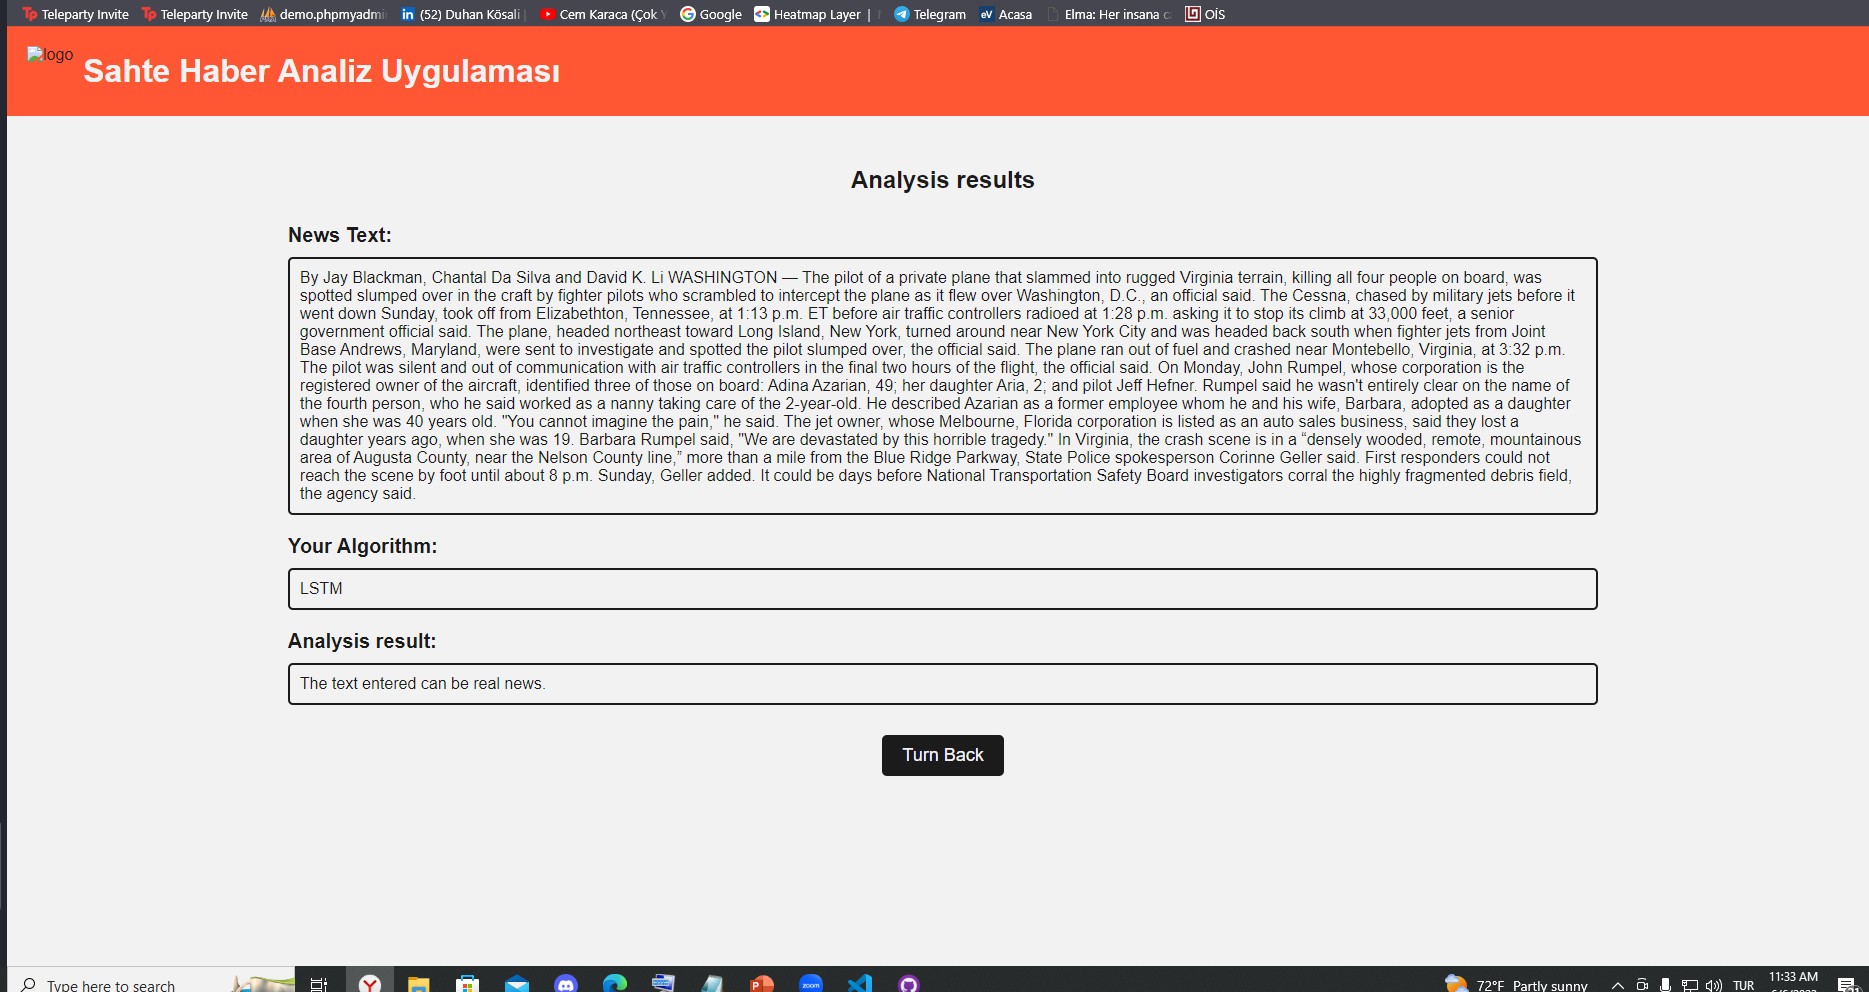 Teleparty Invite Teleparty Invite demo.phpmyadmi (52) Duhan Kösali Cem Karaca (Çok Y Google Heatmap Layer | Telegram eV Acasa Elma: Her insana c OİS
logo
Sahte Haber Analiz Uygulaması
Analysis results
News Text:
By Jay Blackman, Chantal Da Silva and David K. Li WASHINGTON — The pilot of a private plane that slammed into rugged Virginia terrain, killing all four people on board, was
spotted slumped over in the craft by fighter pilots who scrambled to intercept the plane as it flew over Washington, D.C., an official said. The Cessna, chased by military jets before it
went down Sunday, took off from Elizabethton, Tennessee, at 1:13 p.m. ET before air traffic controllers radioed at 1:28 p.m. asking it to stop its climb at 33,000 feet, a senior
government official said. The plane, headed northeast toward Long Island, New York, turned around near New York City and was headed back south when fighter jets from Joint
Base Andrews, Maryland, were sent to investigate and spotted the pilot slumped over, the official said. The plane ran out of fuel and crashed near Montebello, Virginia, at 3:32 p.m.
The pilot was silent and out of communication with air traffic controllers in the final two hours of the flight, the official said. On Monday, John Rumpel, whose corporation is the
registered owner of the aircraft, identified three of those on board: Adina Azarian, 49; her daughter Aria, 2; and pilot Jeff Hefner. Rumpel said he wasn't entirely clear on the name of
the fourth person, who he said worked as a nanny taking care of the 2-year-old. He described Azarian as a former employee whom he and his wife, Barbara, adopted as a daughter
when she was 40 years old. "You cannot imagine the pain," he said. The jet owner, whose Melbourne, Florida corporation is listed as an auto sales business, said they lost a
daughter years ago, when she was 19. Barbara Rumpel said, "We are devastated by this horrible tragedy." In Virginia, the crash scene is in a “densely wooded, remote, mountainous
area of Augusta County, near the Nelson County line,” more than a mile from the Blue Ridge Parkway, State Police spokesperson Corinne Geller said. First responders could not
reach the scene by foot until about 8 p.m. Sunday, Geller added. It could be days before National Transportation Safety Board investigators corral the highly fragmented debris field,
the agency said.
Your Algorithm:
LSTM
Analysis result:
The text entered can be real news.
Turn Back
Type here to search zoom 72°F Partly sunny TUR 11:33 AM